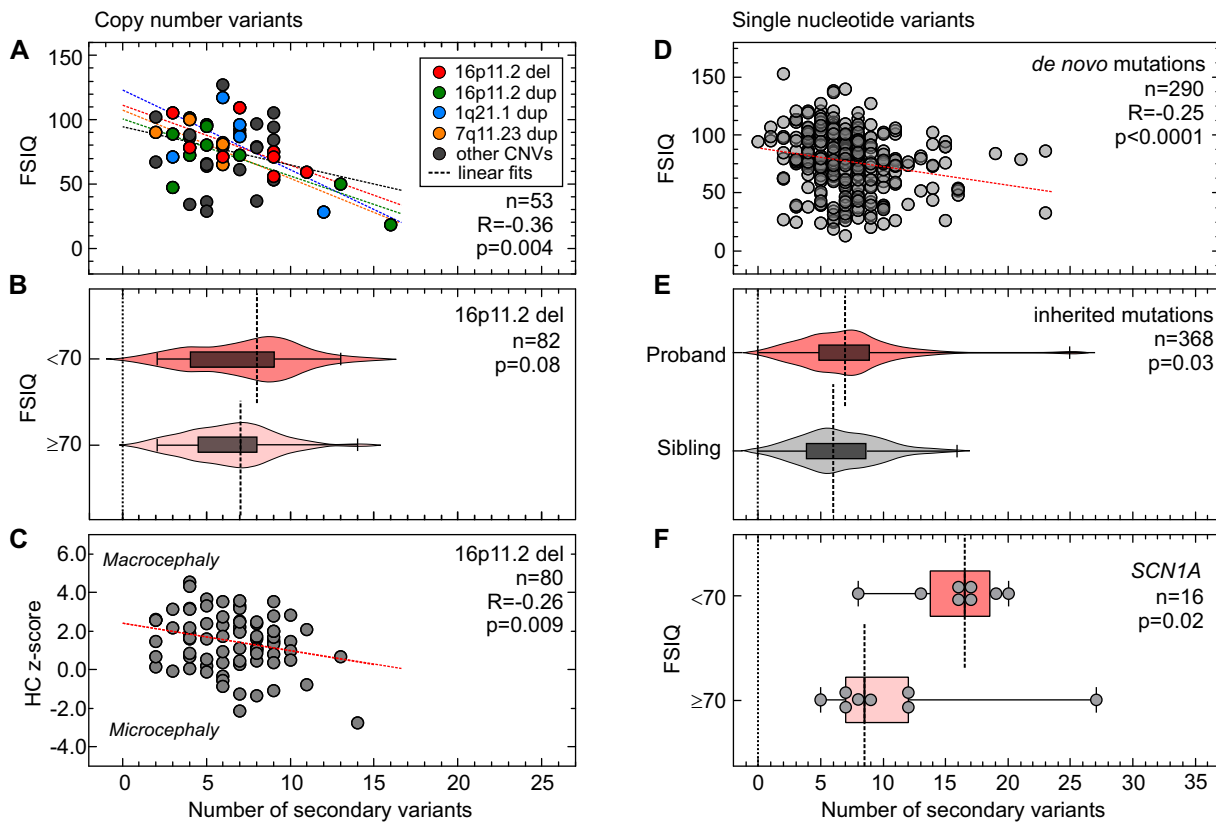 Copy number variants
A
FSIQ
150
100
50
0
16p11.2 del
16p11.2 dup
1q21.1 dup
7q11.23 dup
other CNVs
linear fits
n=53
R=-0.36
p=0.004
B
FSIQ
<70
≥70
16p11.2 del
n=82
p=0.08
C
HC z-score
6.0
4.0
2.0
0.0
-2.0
-4.0
Macrocephaly
Microcephaly
16p11.2 del
n=80
R=-0.26
p=0.009
0 5 10 15 20 25
Number of secondary variants
Single nucleotide variants
D
FSIQ
150
100
50
0
de novo mutations
n=290
R=-0.25
p<0.0001
E
Proband
Sibling
inherited mutations
n=368
p=0.03
F
FSIQ
<70
≥70
SCN1A
n=16
p=0.02
0 5 10 15 20 25 30 35
Number of secondary variants